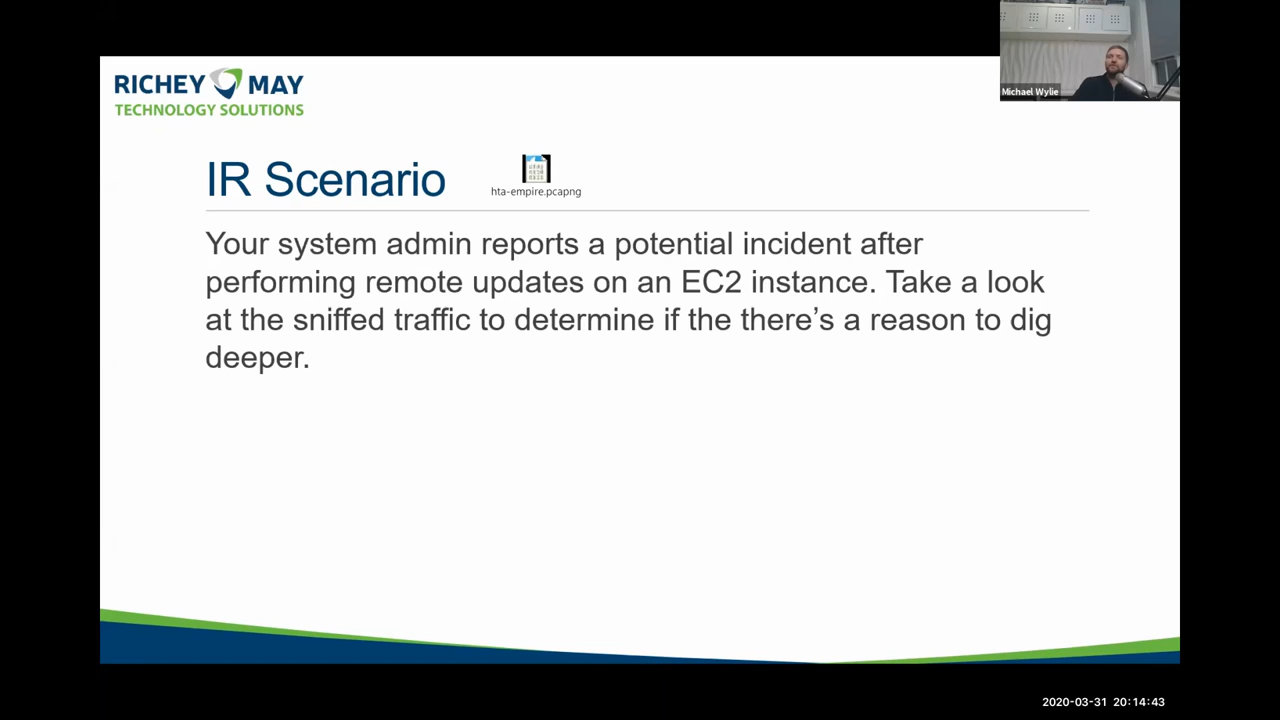 RICHEY MAY
TECHNOLOGY SOLUTIONS
Michael Wylie
IR Scenario
hta-empire.pcapng
Your system admin reports a potential incident after
performing remote updates on an EC2 instance. Take a look
at the sniffed traffic to determine if the there’s a reason to dig
deeper.
2020-03-31 20:14:43